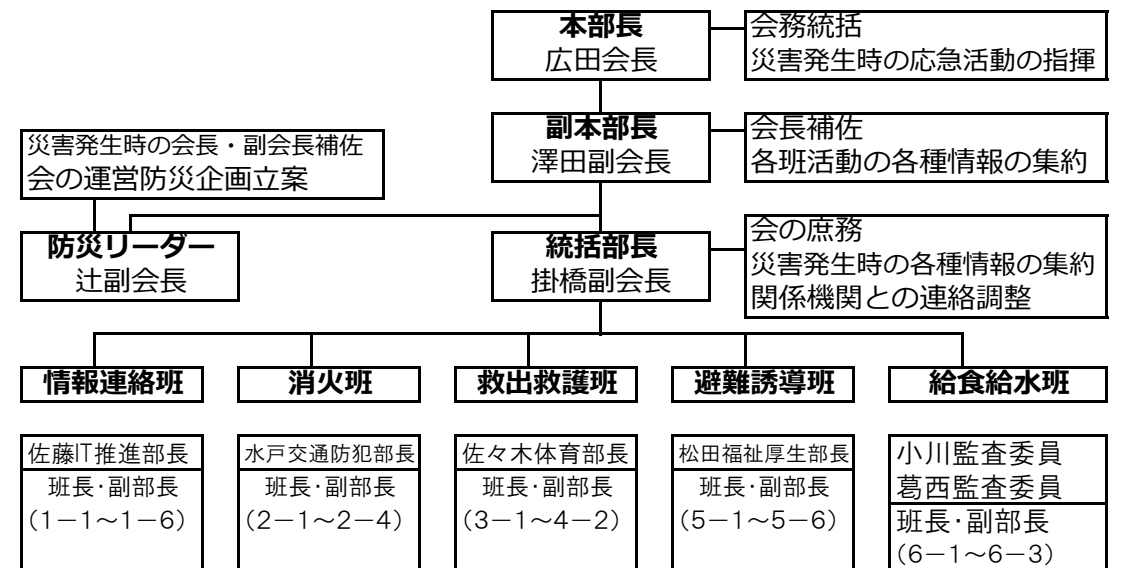 本部長
広田会長
会務統括
災害発生時の応急活動の指揮
副本部長
澤田副会長
会長補佐
各班活動の各種情報の集約
災害発生時の会長・副会長補佐
会の運営防災企画立案
防災リーダー
辻副会長
統括部長
掛橋副会長
会の庶務
災害発生時の各種情報の集約
関係機関との連絡調整
情報連絡班
消火班
救出救護班
避難誘導班
給食給水班
佐藤IT推進部長
班長・副部長
(1－1～1－6)
水戸交通防犯部長
班長・副部長
(2－1～2－4)
佐々木体育部長
班長・副部長
(3－1～4－2)
松田福祉厚生部長
班長・副部長
(5－1～5－6)
小川監査委員
葛西監査委員
班長・副部長
(6－1～6－3)